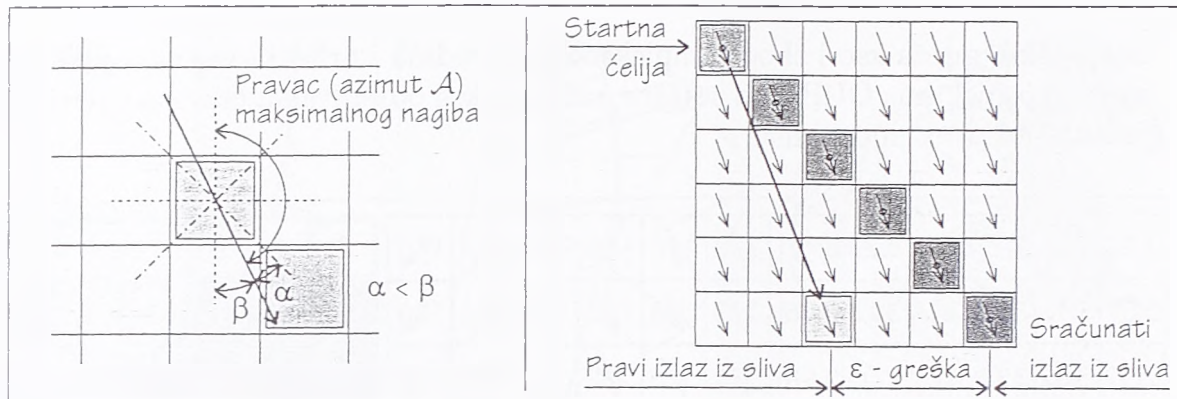 Pravac (azimut A)
maksimalnog nagiba
β
α
α < β
Startna
ćelija
Sračunati
Pravi izlaz iz sliva
ε - greška
izlaz iz sliva